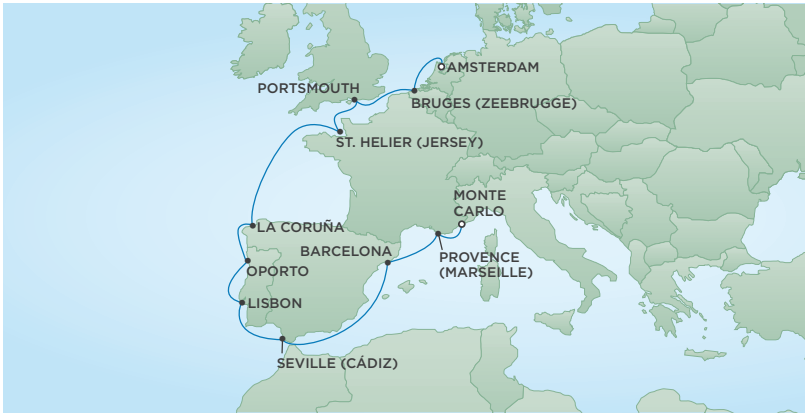 AMSTERDAM
PORTSMOUTH
BRUGES (ZEEBRUGGE)
ST. HELIER (JERSEY)
MONTE
CARLO
LA CORUÑA
BARCELONA
PROVENCE
(MARSEILLE)
OPORTO
LISBON
SEVILLE (CÁDIZ)